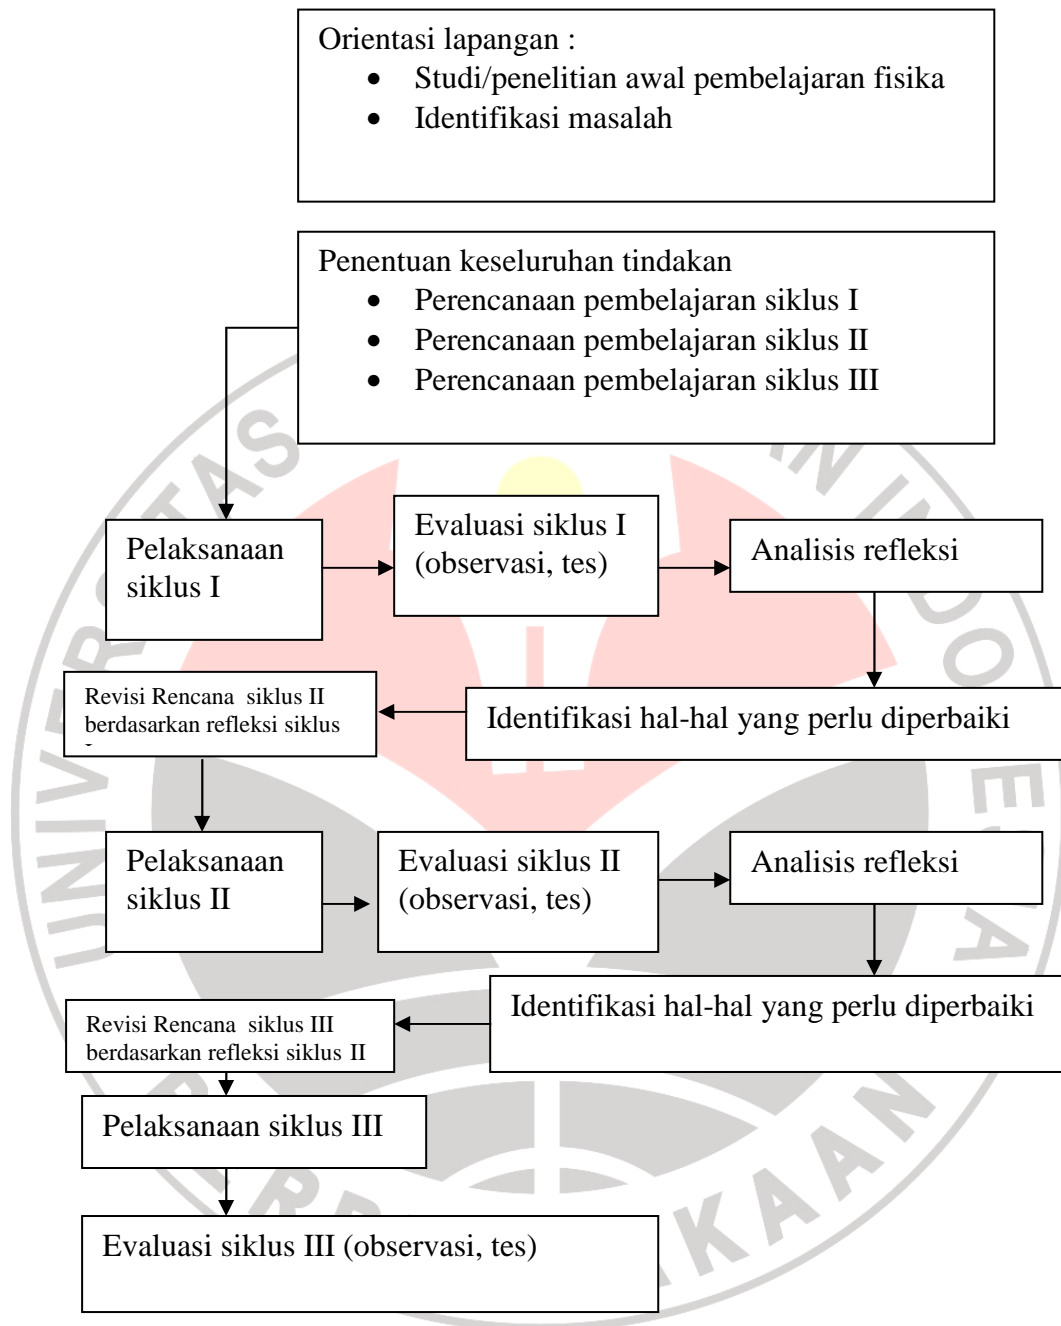 Orientasi lapangan :
• Studi/penelitian awal pembelajaran fisika
• Identifikasi masalah
Penentuan keseluruhan tindakan
• Perencanaan pembelajaran siklus I
• Perencanaan pembelajaran siklus II
• Perencanaan pembelajaran siklus III
Pelaksanaan
siklus I
Evaluasi siklus I
(observasi, tes)
Analisis refleksi
Revisi Rencana siklus II
berdasarkan refleksi siklus
Identifikasi hal-hal yang perlu diperbaiki
Pelaksanaan
siklus II
Evaluasi siklus II
(observasi, tes)
Analisis refleksi
Identifikasi hal-hal yang perlu diperbaiki
Revisi Rencana siklus III
berdasarkan refleksi siklus II
Pelaksanaan siklus III
Evaluasi siklus III (observasi, tes)